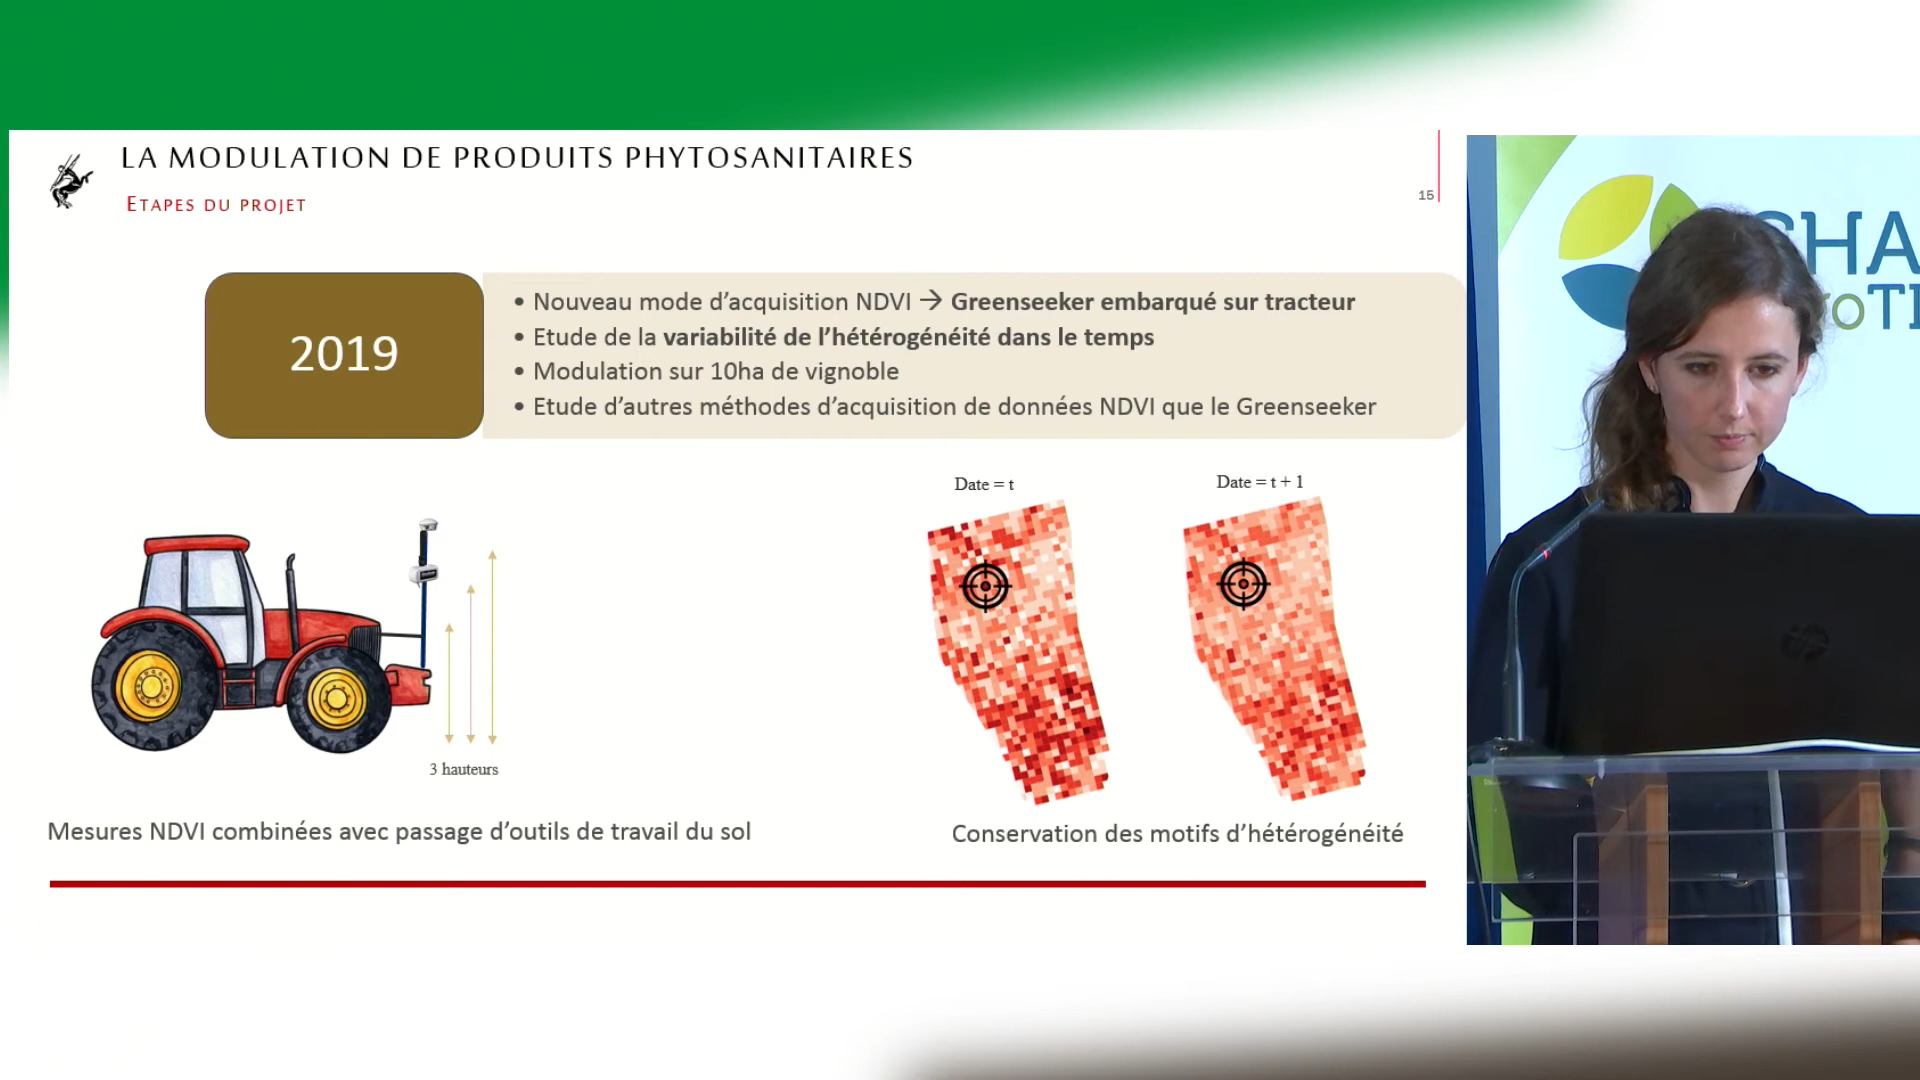 LA MODULATION DE PRODUITS PHYTOSANITAIRES
ETAPES DU PROJET
15
2019
• Nouveau mode d'acquisition NDVI → Greenseeker embarqué sur tracteur
• Etude de la variabilité de l'hétérogénéité dans le temps
• Modulation sur 10ha de vignoble
• Etude d'autres méthodes d'acquisition de données NDVI que le Greenseeker
Date = t
Date = t + 1
3 hauteurs
Mesures NDVI combinées avec passage d'outils de travail du sol
Conservation des motifs d'hétérogénéité
hp